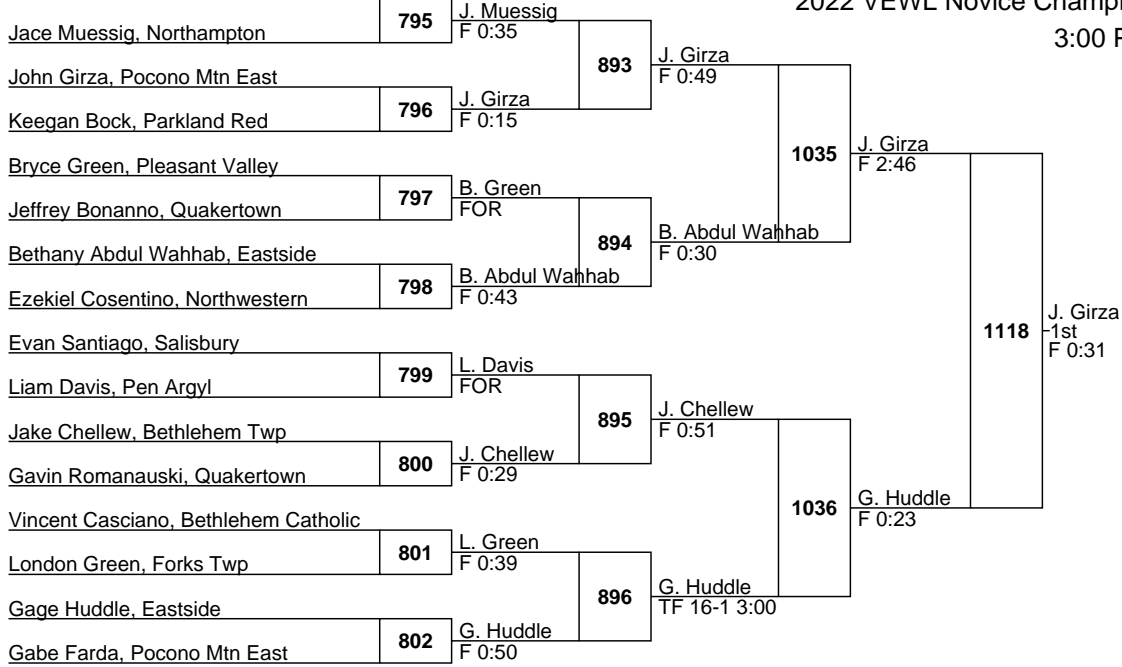 2022 VEWL Novice Champi
3:00 P
795
J. Muessig
F 0:35
Jace Muessig, Northampton
893
J. Girza
F 0:49
John Girza, Pocono Mtn East
796
J. Girza
F 0:15
Keegan Bock, Parkland Red
1035
J. Girza
F 2:46
Bryce Green, Pleasant Valley
797
B. Green
FOR
Jeffrey Bonanno, Quakertown
894
B. Abdul Wahhab
F 0:30
Bethany Abdul Wahhab, Eastside
798
B. Abdul Wahhab
F 0:43
Ezekiel Cosentino, Northwestern
1118
J. Girza
1st
F 0:31
Evan Santiago, Salisbury
799
L. Davis
FOR
Liam Davis, Pen Argyl
895
J. Chellew
F 0:51
Jake Chellew, Bethlehem Twp
800
J. Chellew
F 0:29
Gavin Romanauski, Quakertown
1036
G. Huddle
F 0:23
Vincent Casciano, Bethlehem Catholic
801
L. Green
F 0:39
London Green, Forks Twp
896
G. Huddle
TF 16-1 3:00
Gage Huddle, Eastside
802
G. Huddle
F 0:50
Gabe Farda, Pocono Mtn East